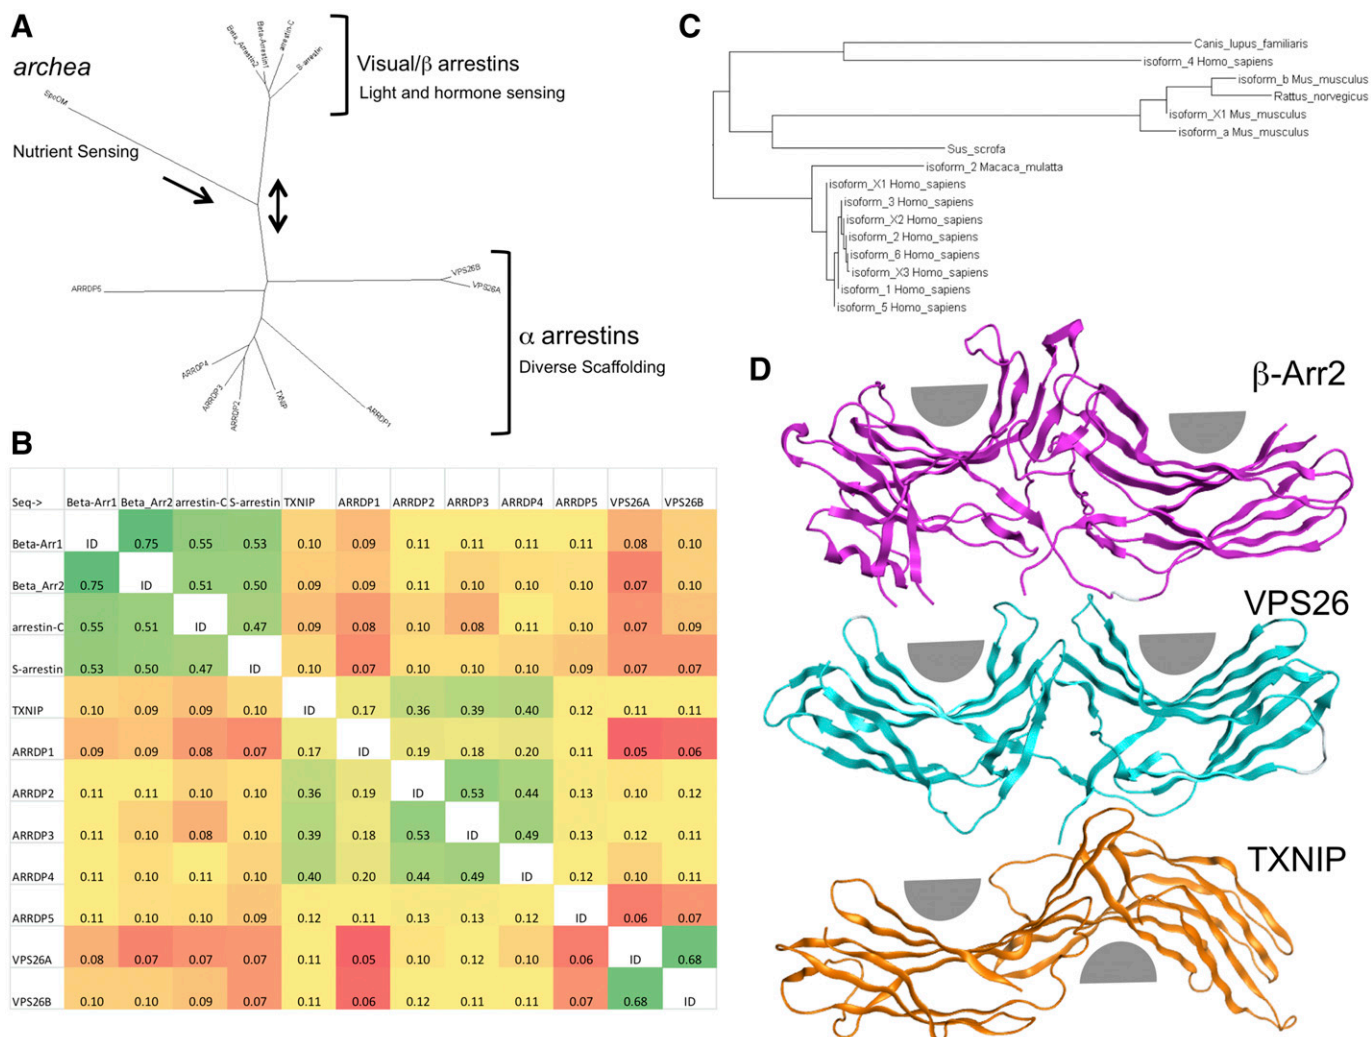 A
archea
SpoOM
Nutrient Sensing
Beta_Arrestin2
Beta-Arrestin1
arrestin-C
S-arrestin
Visual/β arrestins
Light and hormone sensing
VPS26B
VPS26A
ARRDP5
ARRDP4
ARRDP3
ARRDP2
TXNIP
ARRDP1
α arrestins
Diverse Scaffolding
B
Seq-> Beta-Arr1 Beta_Arr2 arrestin-C S-arrestin TXNIP ARRDP1 ARRDP2 ARRDP3 ARRDP4 ARRDP5 VPS26A VPS26B
Beta-Arr1 ID 0.75 0.55 0.53 0.10 0.09 0.11 0.11 0.11 0.11 0.08 0.10
Beta_Arr2 0.75 ID 0.51 0.50 0.09 0.09 0.11 0.10 0.10 0.10 0.07 0.10
arrestin-C 0.55 0.51 ID 0.47 0.09 0.08 0.10 0.08 0.11 0.10 0.07 0.09
S-arrestin 0.53 0.50 0.47 ID 0.10 0.07 0.10 0.10 0.10 0.09 0.07 0.07
TXNIP 0.10 0.09 0.09 0.10 ID 0.17 0.36 0.39 0.40 0.12 0.11 0.11
ARRDP1 0.09 0.09 0.08 0.07 0.17 ID 0.19 0.18 0.20 0.11 0.05 0.06
ARRDP2 0.11 0.11 0.10 0.10 0.36 0.19 ID 0.53 0.44 0.13 0.10 0.12
ARRDP3 0.11 0.10 0.08 0.10 0.39 0.18 0.53 ID 0.49 0.13 0.12 0.11
ARRDP4 0.11 0.10 0.11 0.10 0.40 0.20 0.44 0.49 ID 0.12 0.10 0.11
ARRDP5 0.11 0.10 0.10 0.09 0.12 0.11 0.13 0.13 0.12 ID 0.06 0.07
VPS26A 0.08 0.07 0.07 0.07 0.11 0.05 0.10 0.12 0.10 0.06 ID 0.68
VPS26B 0.10 0.10 0.09 0.07 0.11 0.06 0.12 0.11 0.11 0.07 0.68 ID
C
Canis_lupus_familiaris
isoform_4 Homo_sapiens
isoform_b Mus_musculus
Rattus_norvegicus
isoform_X1 Mus_musculus
isoform_a Mus_musculus
Sus_scrofa
isoform_2 Macaca_mulatta
isoform_X1 Homo_sapiens
isoform_3 Homo_sapiens
isoform_X2 Homo_sapiens
isoform_2 Homo_sapiens
isoform_6 Homo_sapiens
isoform_X3 Homo_sapiens
isoform_1 Homo_sapiens
isoform_5 Homo_sapiens
D
β-Arr2
VPS26
TXNIP